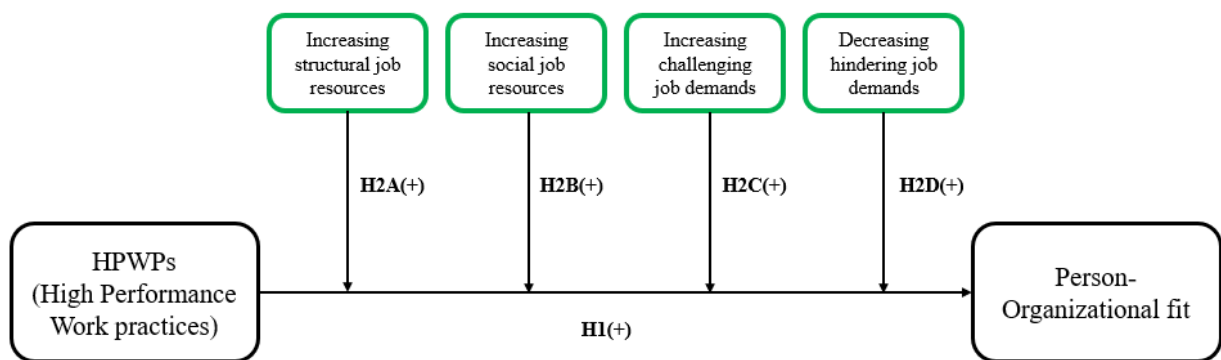 Increasing
structural job
resources
Increasing
social job
resources
Increasing
challenging
job demands
Decreasing
hindering job
demands
H2A(+)
H2B(+)
H2C(+)
H2D(+)
HPWPs
(High Performance
Work practices)
Person-
Organizational fit
H1(+)